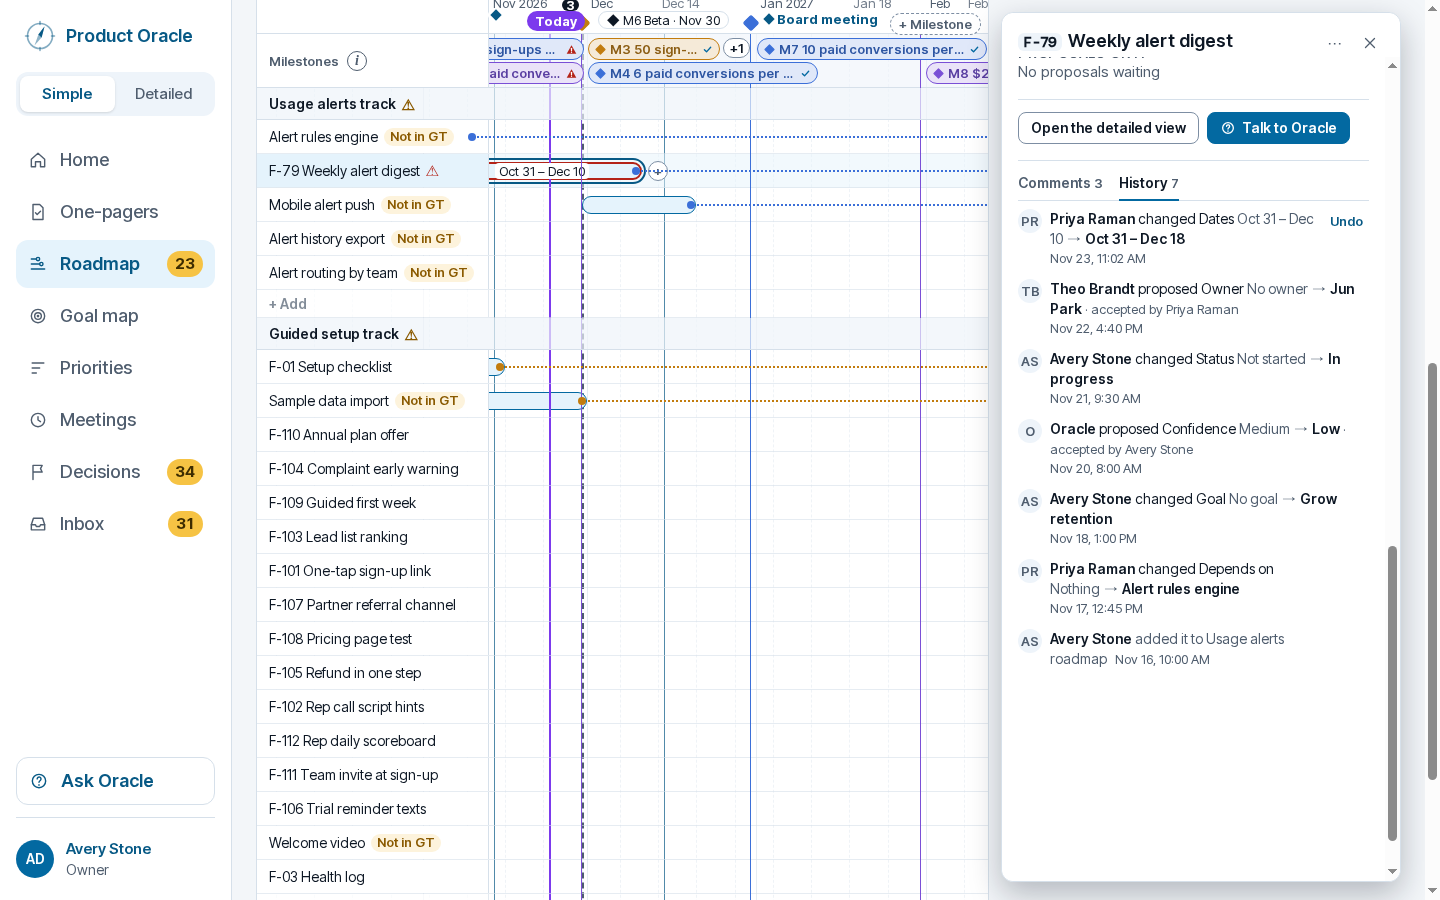 Product Oracle
Simple
Detailed
Home
One-pagers
Roadmap
23
Goal map
Priorities
Meetings
Decisions
34
Inbox
31
Ask Oracle
AD
Avery Stone
Owner
Nov 2026
3
Dec
Dec 14
Jan 2027
Jan 18
Feb
Feb
Today
M6 Beta · Nov 30
Board meeting
+ Milestone
Milestones
i
sign-ups ...
M3 50 sign-...
+1
M7 10 paid conversions per...
aid conve...
M4 6 paid conversions per ...
M8 $2
Usage alerts track
Alert rules engine
Not in GT
F-79 Weekly alert digest
Oct 31 – Dec 10
Mobile alert push
Not in GT
Alert history export
Not in GT
Alert routing by team
Not in GT
+ Add
Guided setup track
F-01 Setup checklist
Sample data import
Not in GT
F-110 Annual plan offer
F-104 Complaint early warning
F-109 Guided first week
F-103 Lead list ranking
F-101 One-tap sign-up link
F-107 Partner referral channel
F-108 Pricing page test
F-105 Refund in one step
F-102 Rep call script hints
F-112 Rep daily scoreboard
F-111 Team invite at sign-up
F-106 Trial reminder texts
Welcome video
Not in GT
F-03 Health log
F-79 Weekly alert digest
No proposals waiting
Open the detailed view
Talk to Oracle
Comments 3
History 7
PR
Priya Raman changed Dates Oct 31 – Dec
10 → Oct 31 – Dec 18
Undo
Nov 23, 11:02 AM
TB
Theo Brandt proposed Owner No owner → Jun
Park · accepted by Priya Raman
Nov 22, 4:40 PM
AS
Avery Stone changed Status Not started → In
progress
Nov 21, 9:30 AM
O
Oracle proposed Confidence Medium → Low ·
accepted by Avery Stone
Nov 20, 8:00 AM
AS
Avery Stone changed Goal No goal → Grow
retention
Nov 18, 1:00 PM
PR
Priya Raman changed Depends on
Nothing → Alert rules engine
Nov 17, 12:45 PM
AS
Avery Stone added it to Usage alerts
roadmap Nov 16, 10:00 AM